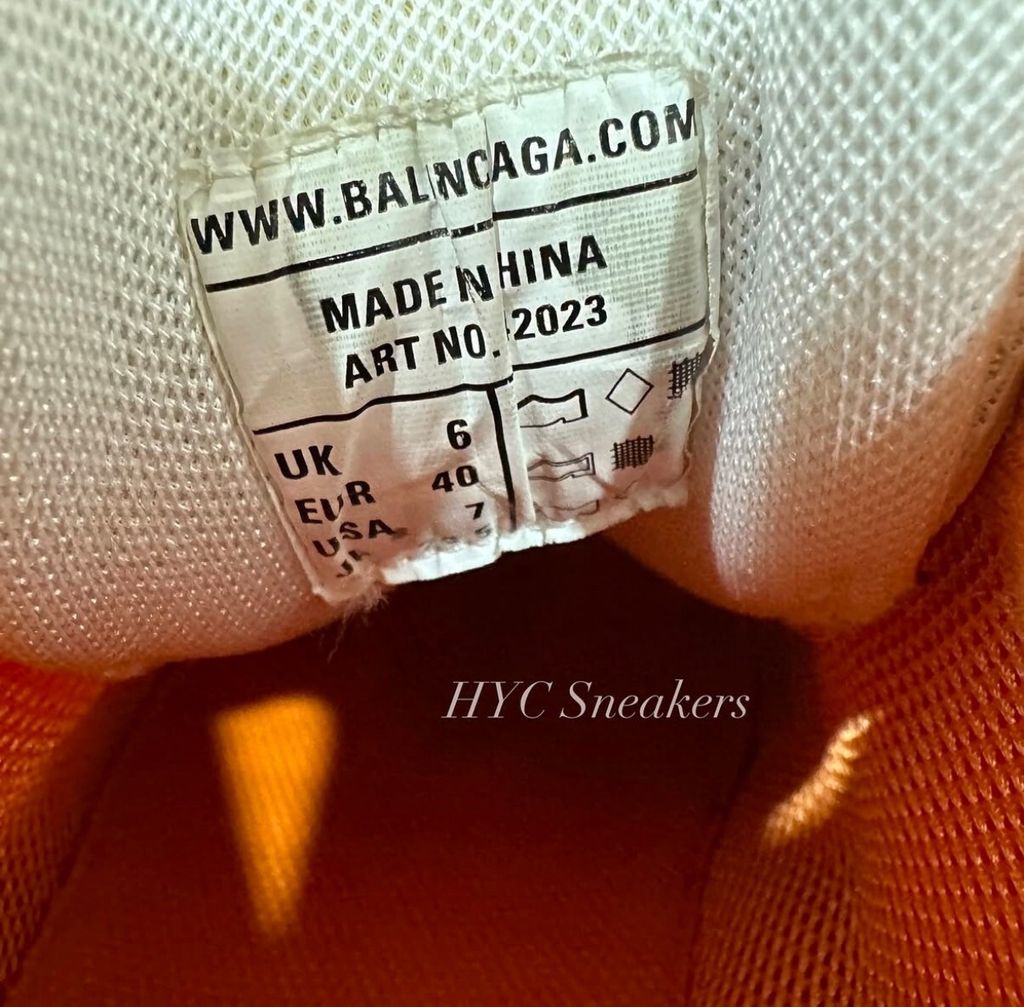 WWW.BALNCAGA.COM
MADE N HINA
ART NO. 2023
UK 6
EUR 40
USA 7
HYC Sneakers